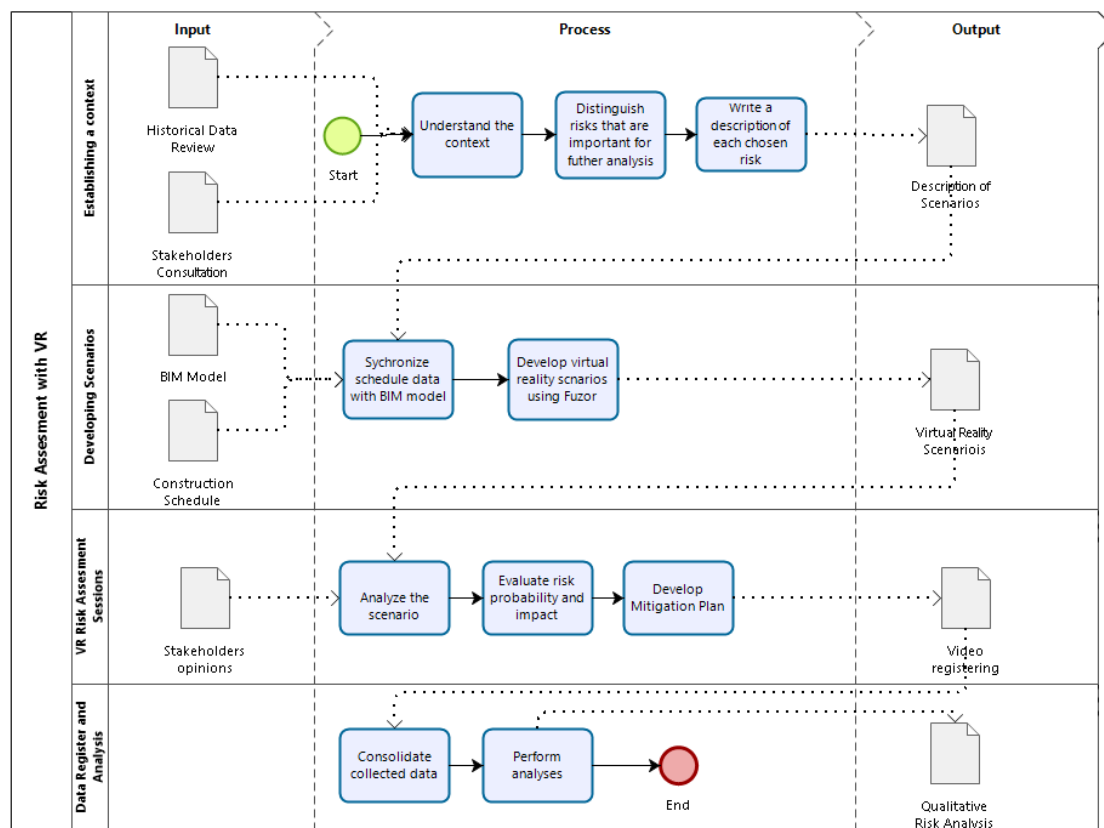 Input
Process
Output
Risk Assesment with VR
Establishing a context
Historical Data
Review
Start
Understand the
context
Distinguish
risks that are
important for
futher analysis
Write a
description of
each chosen
risk
Description of
Scenarios
Stakeholders
Consultation
Developing Scenarios
BIM Model
Construction
Schedule
Sychronize
schedule data
with BIM model
Develop virtual
reality scnarios
using Fuzor
Virtual Reality
Scenariois
VR Risk Assesment
Sessions
Stakeholders
opinions
Analyze the
scenario
Evaluate risk
probability and
impact
Develop
Mitigation Plan
Video
registering
Data Register and
Analysis
Consolidate
collected data
Perform
analyses
End
Qualitative
Risk Analysis